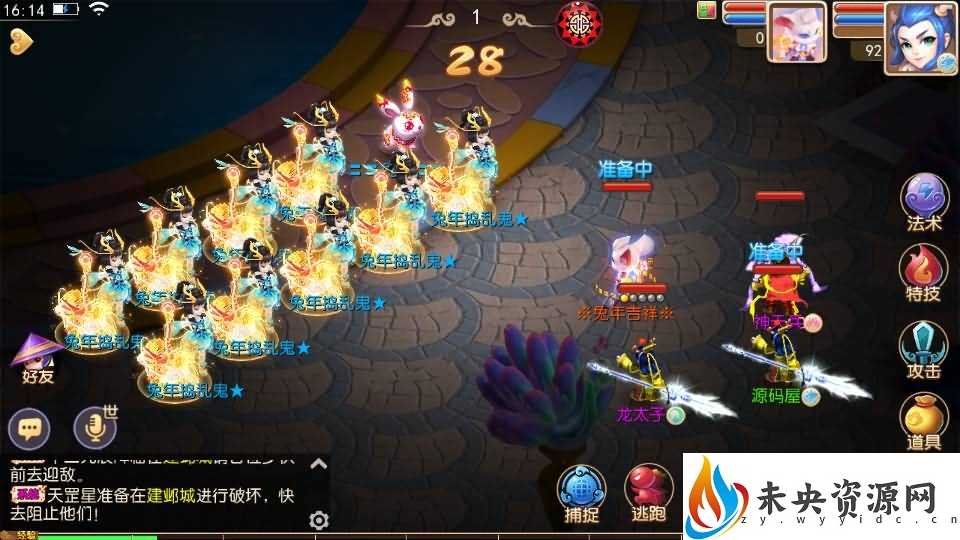 16:14
1
28
0
92
准备中
准备中
兔年捣乱鬼★
兔年捣乱鬼★
兔年捣乱鬼★
兔年捣乱鬼★
兔年捣乱鬼★
兔年捣乱鬼
※兔年吉祥※
神天兵
源码屋
龙太子
法术
特技
攻击
道具
好友
世
前去迎敌。
系统 天罡星准备在建邺城进行破坏，快
去阻止他们！
捕捉
逃跑
经验
未央资源网
zy.wyyidc.cn